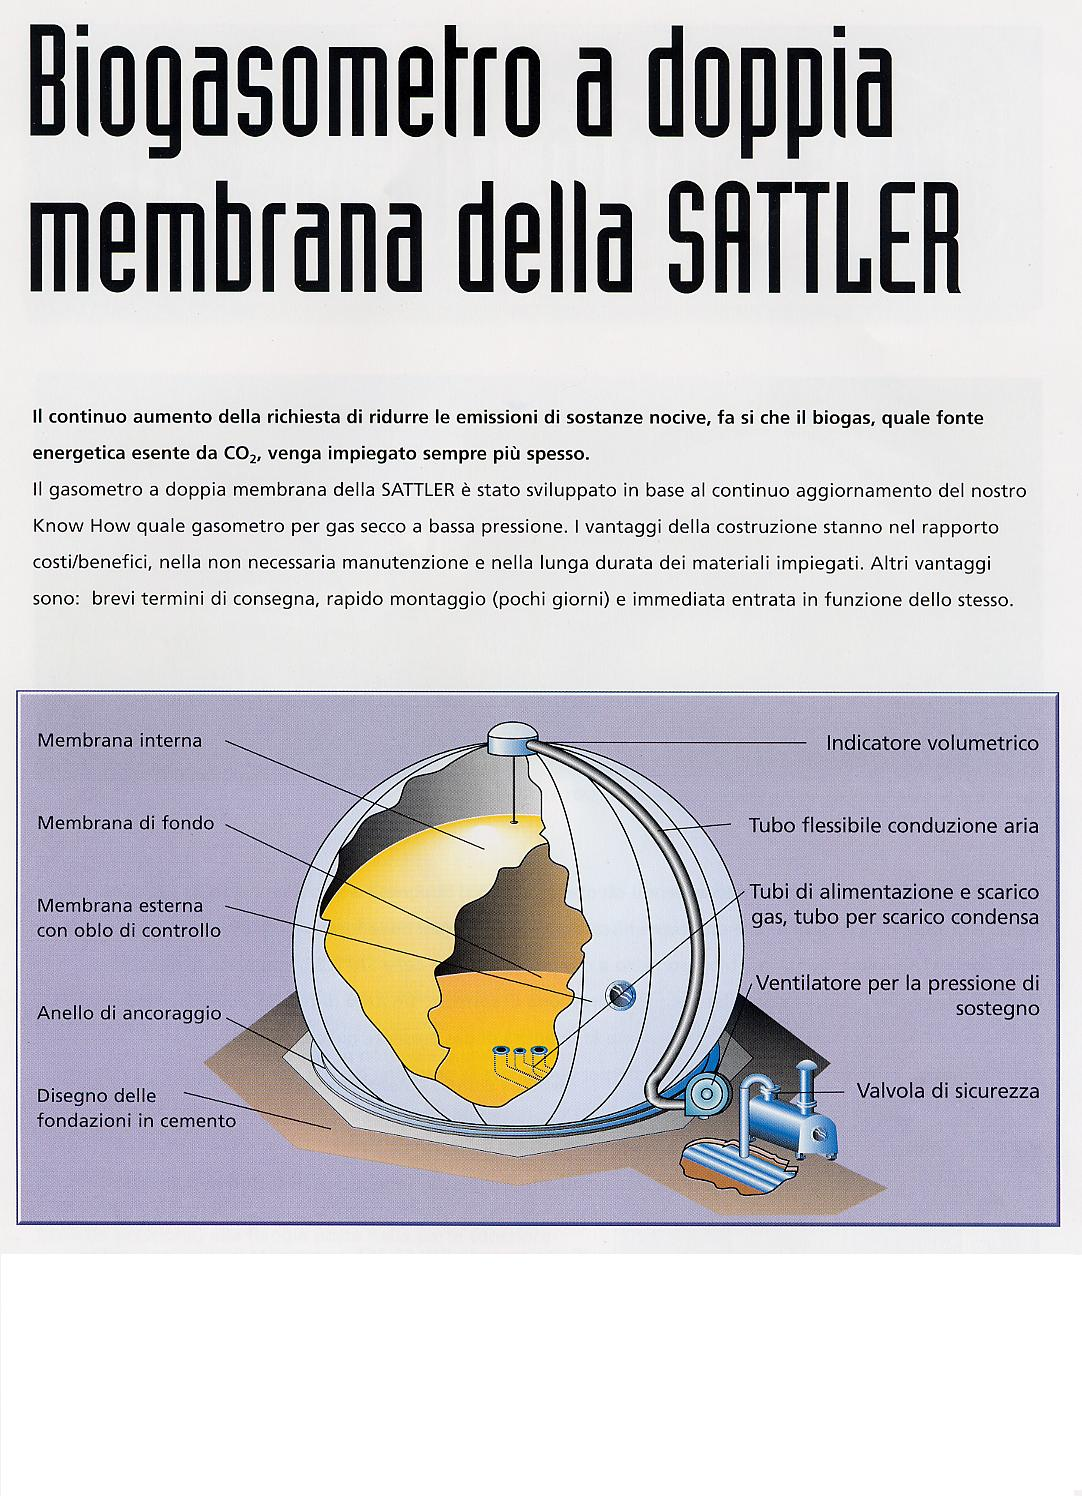 Biogasometro a doppia
membrana della SATTLER
Il continuo aumento della richiesta di ridurre le emissioni di sostanze nocive, fa si che il biogas, quale fonte
energetica esente da CO₂, venga impiegato sempre più spesso.
Il gasometro a doppia membrana della SATTLER è stato sviluppato in base al continuo aggiornamento del nostro
Know How quale gasometro per gas secco a bassa pressione. I vantaggi della costruzione stanno nel rapporto
costi/benefici, nella non necessaria manutenzione e nella lunga durata dei materiali impiegati. Altri vantaggi
sono: brevi termini di consegna, rapido montaggio (pochi giorni) e immediata entrata in funzione dello stesso.
Membrana interna
Membrana di fondo
Membrana esterna
con oblo di controllo
Anello di ancoraggio
Disegno delle
fondazioni in cemento
Indicatore volumetrico
Tubo flessibile conduzione aria
Tubi di alimentazione e scarico
gas, tubo per scarico condensa
Ventilatore per la pressione di
sostegno
Valvola di sicurezza